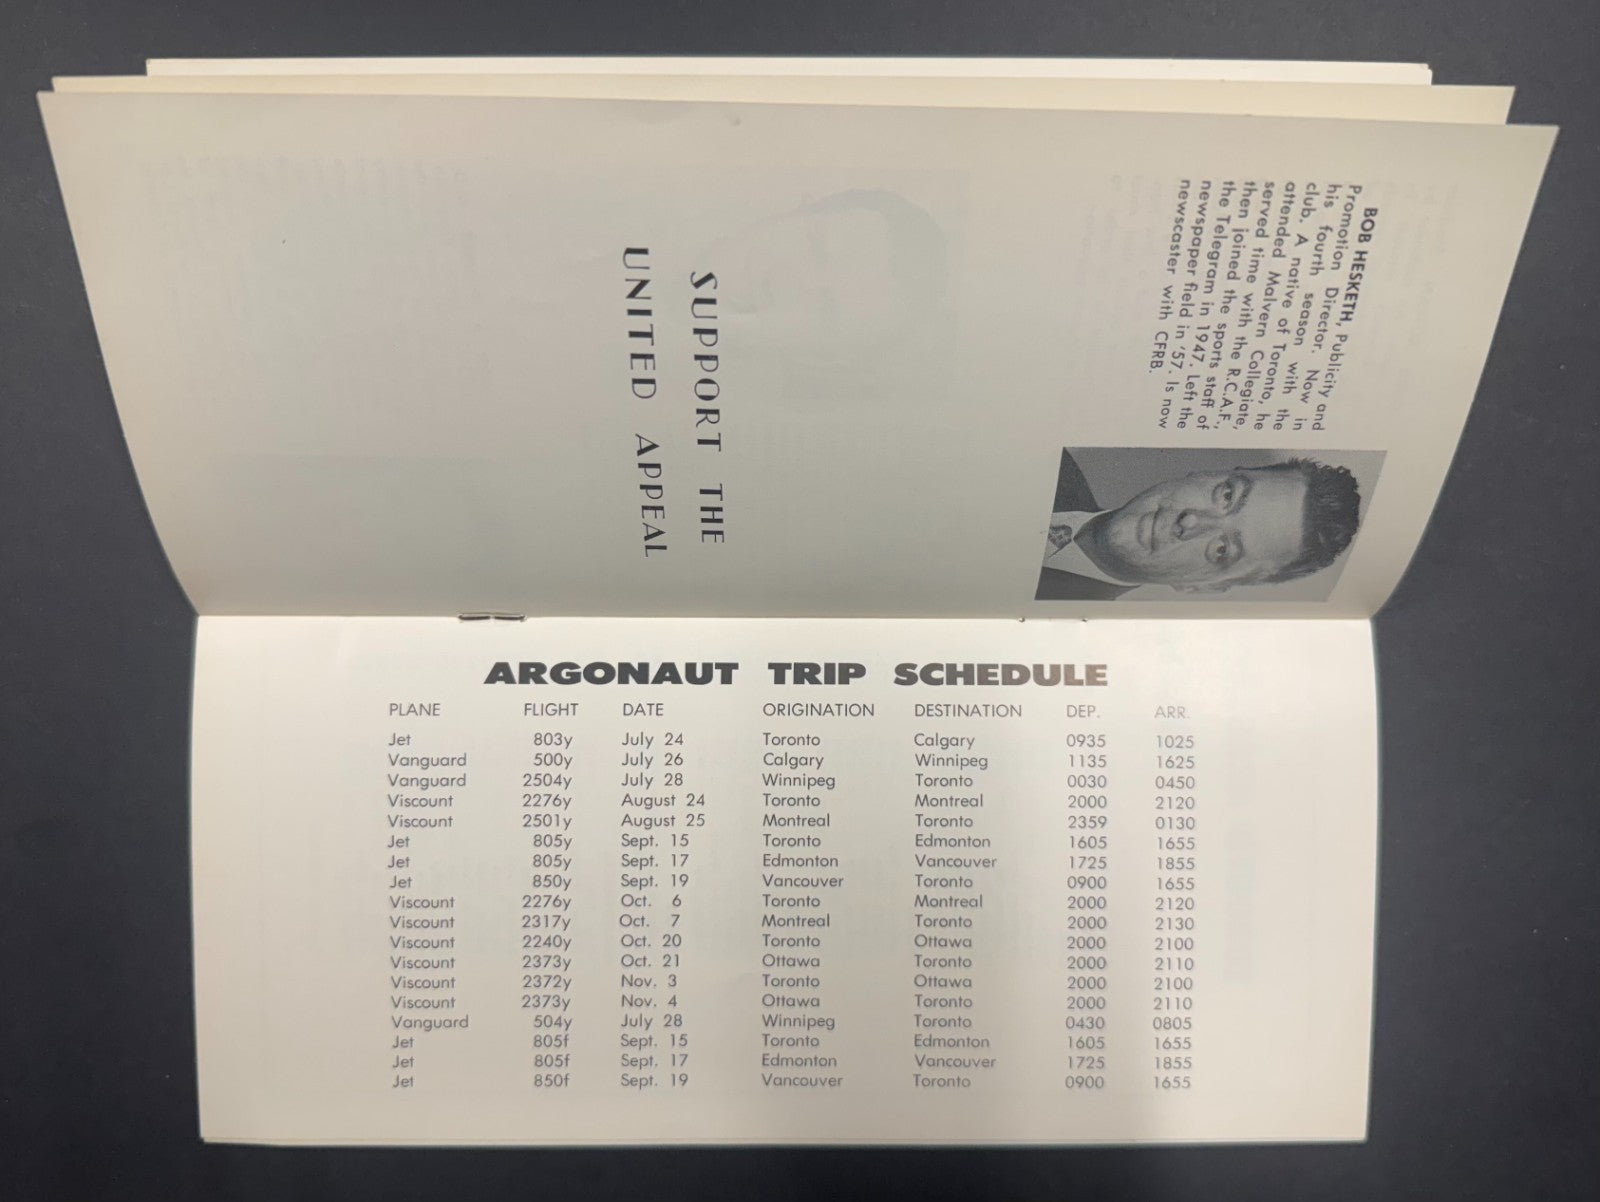 BOB HESKETH, Publicity and
Promotion Director. Now in
his fourth season with the
club. A native of Toronto, he
attended Malvern Collegiate,
served time with the R.C.A.F.,
then joined the sports staff of
the Telegram in 1947. Left the
newspaper field in '57. Is now
newscaster with CFRB.
SUPPORT THE
UNITED APPEAL
ARGONAUT TRIP SCHEDULE
PLANE FLIGHT DATE ORIGINATION DESTINATION DEP. ARR.
Jet 803y July 24 Toronto Calgary 0935 1025
Vanguard 500y July 26 Calgary Winnipeg 1135 1625
Vanguard 2504y July 28 Winnipeg Toronto 0030 0450
Viscount 2276y August 24 Toronto Montreal 2000 2120
Viscount 2501y August 25 Montreal Toronto 2359 0130
Jet 805y Sept. 15 Toronto Edmonton 1605 1655
Jet 805y Sept. 17 Edmonton Vancouver 1725 1855
Jet 850y Sept. 19 Vancouver Toronto 0900 1655
Viscount 2276y Oct. 6 Toronto Montreal 2000 2120
Viscount 2317y Oct. 7 Montreal Toronto 2000 2130
Viscount 2240y Oct. 20 Toronto Ottawa 2000 2100
Viscount 2373y Oct. 21 Ottawa Toronto 2000 2110
Viscount 2372y Nov. 3 Toronto Ottawa 2000 2100
Viscount 2373y Nov. 4 Ottawa Toronto 2000 2110
Vanguard 504y July 28 Winnipeg Toronto 0430 0805
Jet 805f Sept. 15 Toronto Edmonton 1605 1655
Jet 805f Sept. 17 Edmonton Vancouver 1725 1855
Jet 850f Sept. 19 Vancouver Toronto 0900 1655